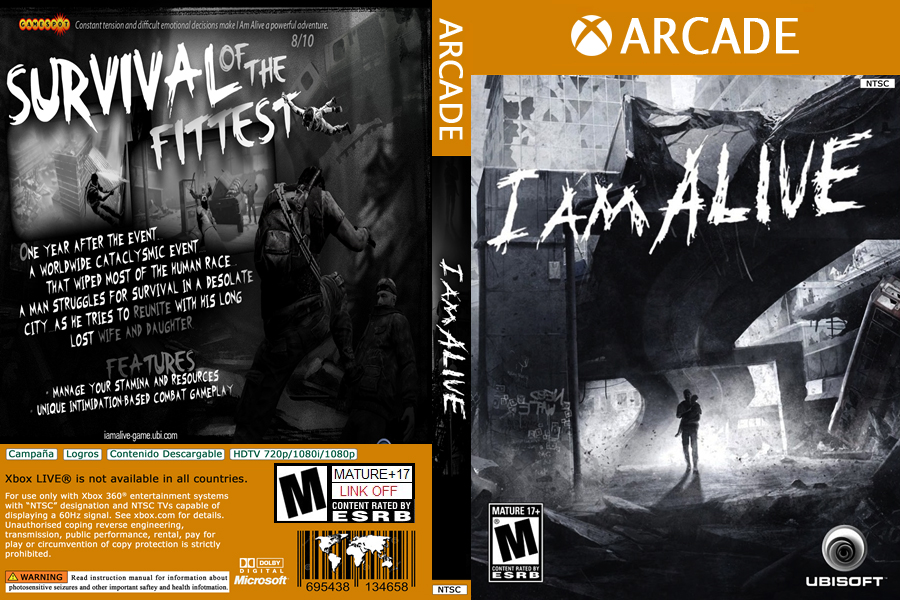 GAMESPOT
Constant tension and difficult emotional decisions make I Am Alive a powerful adventure.
8/10
SURVIVAL OF THE
FITTEST
ONE YEAR AFTER THE EVENT
A WORLDWIDE CATACLYSMIC EVENT
THAT WIPED MOST OF THE HUMAN RACE
A MAN STRUGGLES FOR SURVIVAL IN A DESOLATE
CITY AS HE TRIES TO REUNITE WITH HIS LONG
LOST WIFE AND DAUGHTER
FEATURES
- MANAGE YOUR STAMINA AND RESOURCES
- UNIQUE INTIMIDATION-BASED COMBAT GAMEPLAY
iamalive-game.ubi.com
Campaña
Logros
Contenido Descargable
HDTV 720p/1080i/1080p
Xbox LIVE® is not available in all countries.
For use only with Xbox 360® entertainment systems
with "NTSC" designation and NTSC TVs capable of
displaying a 60Hz signal. See xbox.com for details.
Unauthorised coping reverse engineering,
transmission, public performance, rental, pay for
play or circumvention of copy protection is strictly
prohibited.
WARNING
Read instruction manual for information about
photosensitive seizures and other important saftey and health infotmation.
M
MATURE+17
LINK OFF
CONTENT RATED BY
ESRB
DOLBY
DIGITAL
Microsoft
695438 134658
ARCADE
I AM ALIVE
NTSC
ARCADE
NTSC
I AM ALIVE
MATURE 17+
M
CONTENT RATED BY
ESRB
UBISOFT